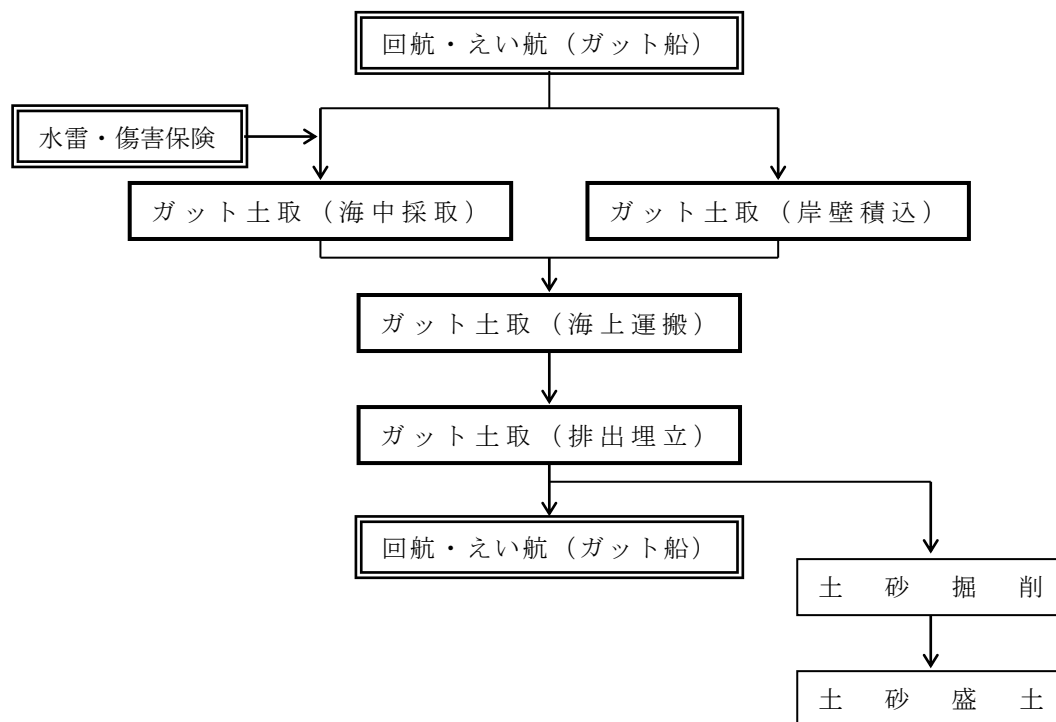 回航・えい航（ガット船）
水雷・傷害保険
ガット土取（海中採取）
ガット土取（岸壁積込）
ガット土取（海上運搬）
ガット土取（排出埋立）
回航・えい航（ガット船）
土砂掘削
土砂盛土